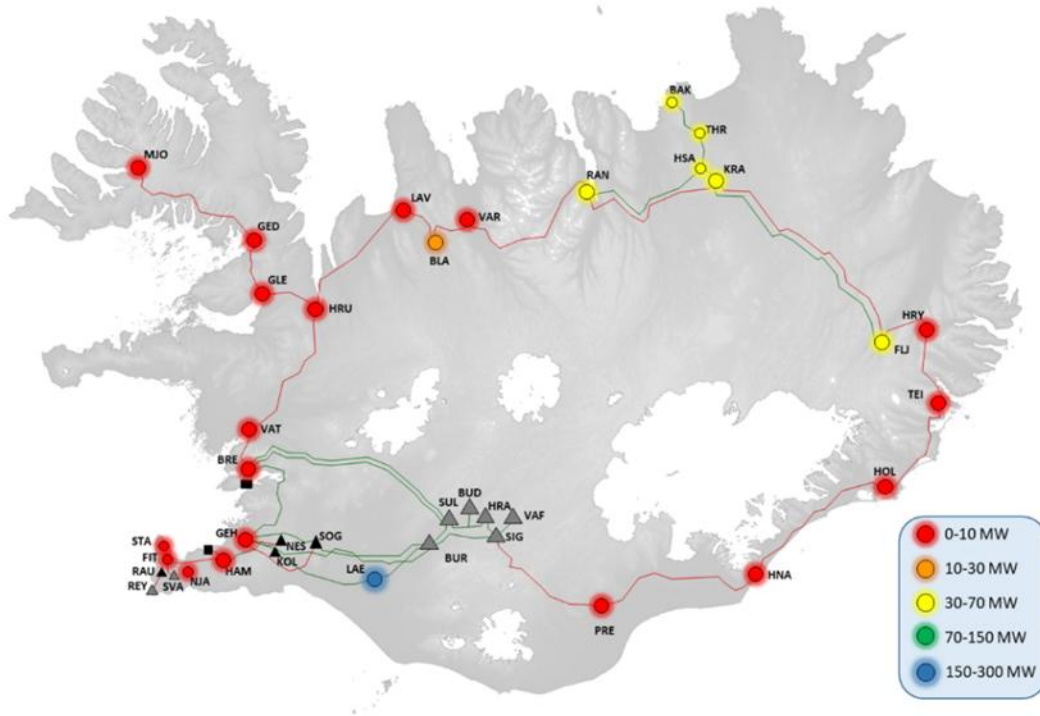 BAK
THR
MJO
HSA
KRA
RAN
LAV
VAR
GED
BLA
GLE
HRU
HRY
FLJ
TEI
VAT
BRE
HOL
BUD
SUL
HRA
VAF
SIG
GEH
STA
NES
SOG
FIT
KOL
BUR
RAU
HAM
LAE
NJA
SVA
REY
HNA
PRE
0-10 MW
10-30 MW
30-70 MW
70-150 MW
150-300 MW